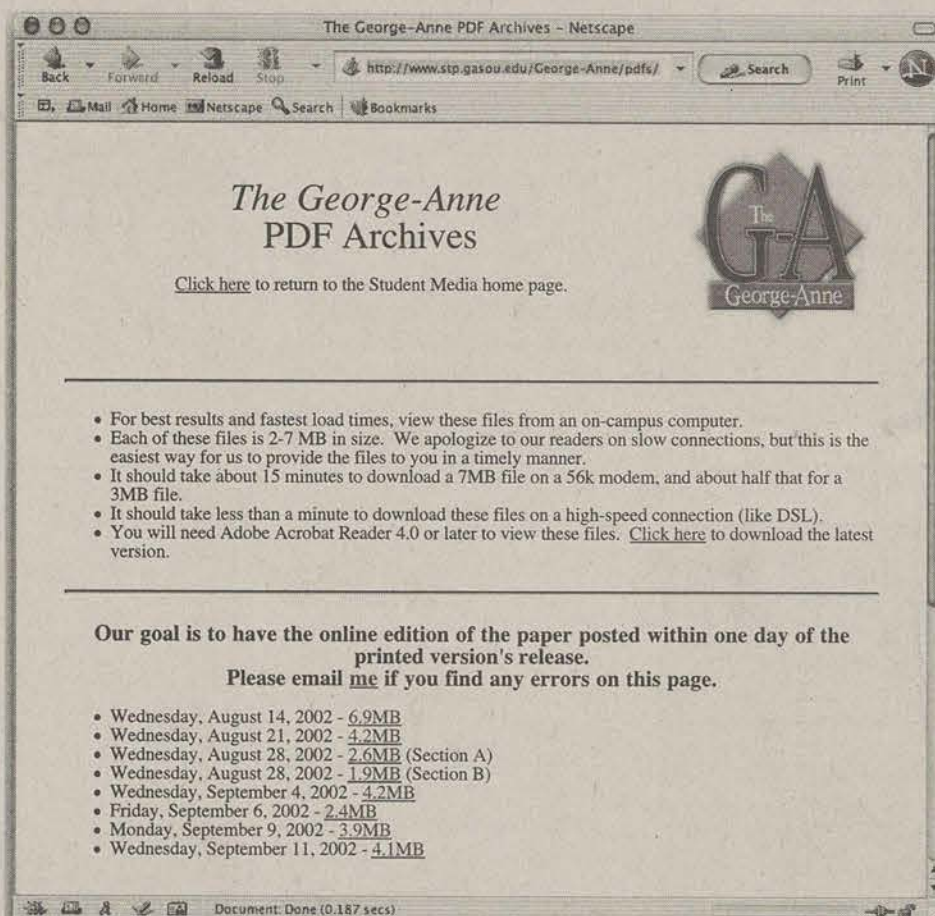 The George-Anne PDF Archives - Netscape
Back Forward Reload Stop http://www.stp.gasou.edu/George-Anne/pdfs/ Search Print N
Mail Home Netscape Search Bookmarks
The George-Anne
PDF Archives
The
G-A
George-Anne
Click here to return to the Student Media home page.
• For best results and fastest load times, view these files from an on-campus computer.
• Each of these files is 2-7 MB in size. We apologize to our readers on slow connections, but this is the
easiest way for us to provide the files to you in a timely manner.
• It should take about 15 minutes to download a 7MB file on a 56k modem, and about half that for a
3MB file.
• It should take less than a minute to download these files on a high-speed connection (like DSL).
• You will need Adobe Acrobat Reader 4.0 or later to view these files. Click here to download the latest
version.
Our goal is to have the online edition of the paper posted within one day of the
printed version's release.
Please email me if you find any errors on this page.
• Wednesday, August 14, 2002 - 6.9MB
• Wednesday, August 21, 2002 - 4.2MB
• Wednesday, August 28, 2002 - 2.6MB (Section A)
• Wednesday, August 28, 2002 - 1.9MB (Section B)
• Wednesday, September 4, 2002 - 4.2MB
• Friday, September 6, 2002 - 2.4MB
• Monday, September 9, 2002 - 3.9MB
• Wednesday, September 11, 2002 - 4.1MB
Document: Done (0.187 secs)